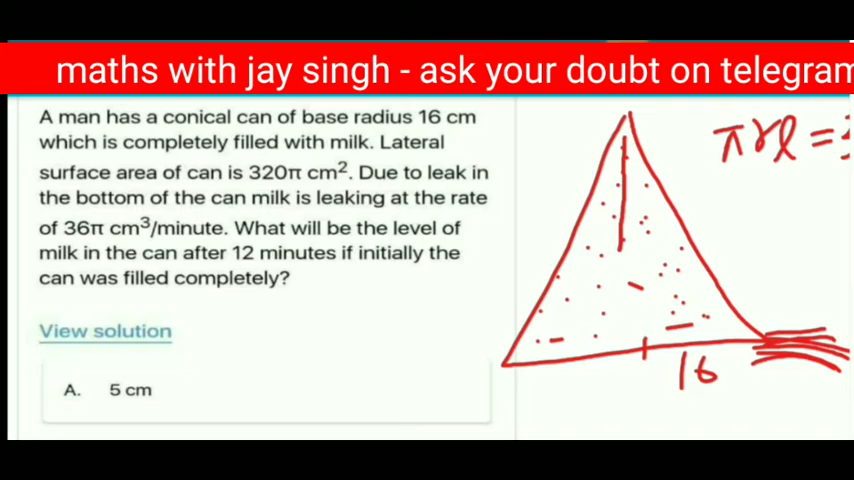 maths with jay singh - ask your doubt on telegram
A man has a conical can of base radius 16 cm
which is completely filled with milk. Lateral
surface area of can is 320π cm². Due to leak in
the bottom of the can milk is leaking at the rate
of 36π cm³/minute. What will be the level of
milk in the can after 12 minutes if initially the
can was filled completely?
View solution
A. 5 cm
πrl =
16